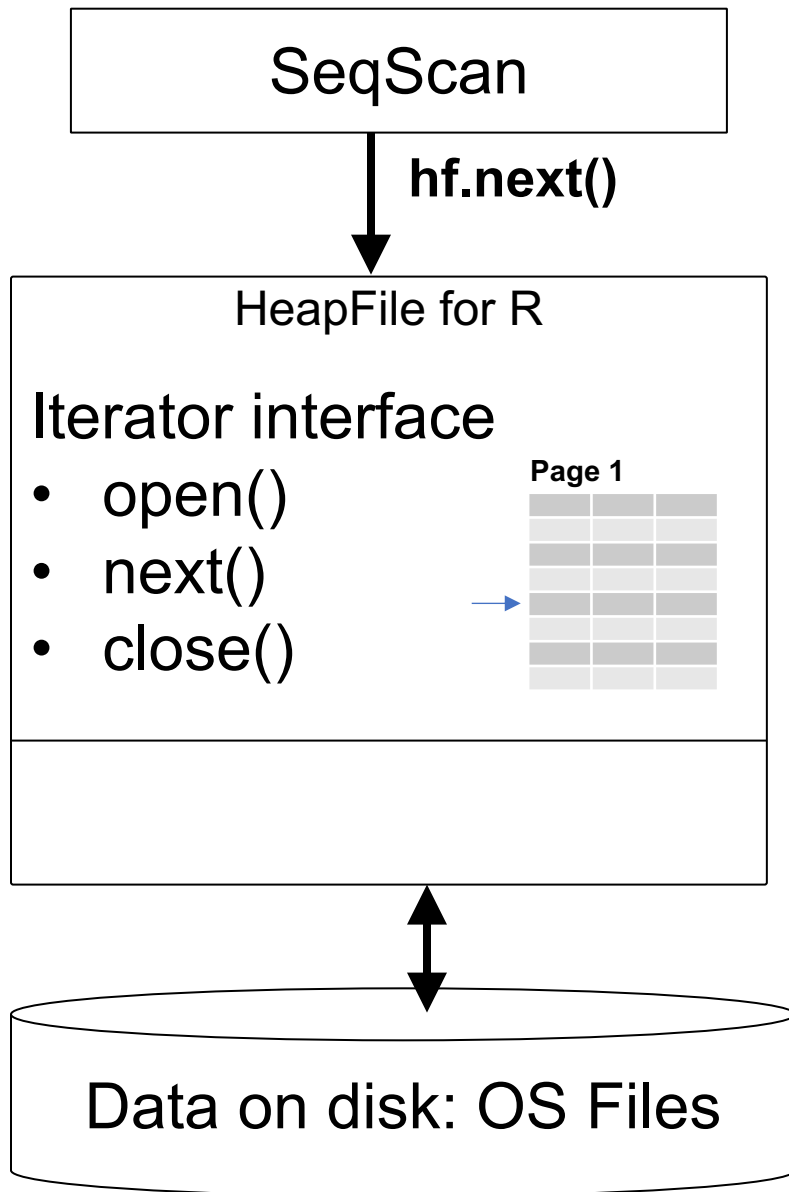 SeqScan
hf.next()
HeapFile for R
Iterator interface
• open()
• next()
• close()
Page 1
Data on disk: OS Files